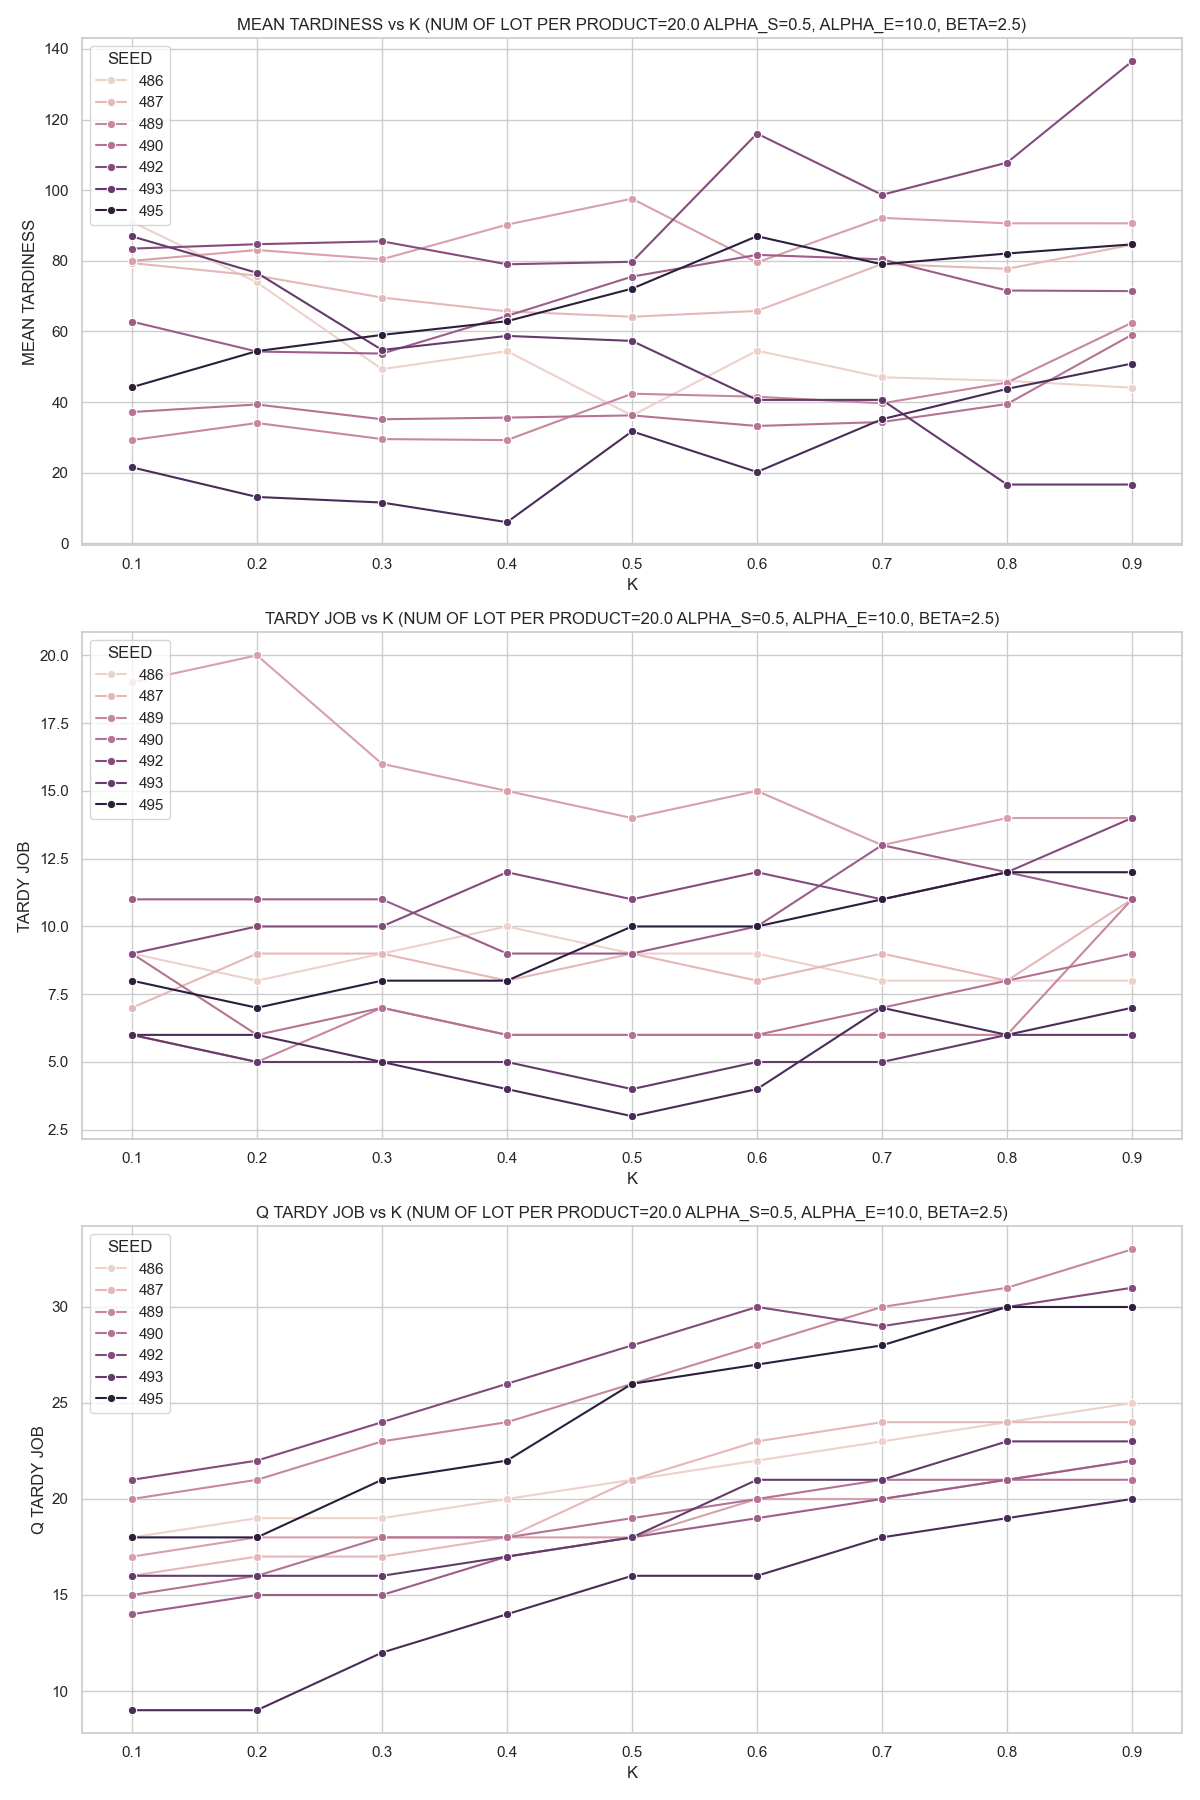 MEAN TARDINESS vs K (NUM OF LOT PER PRODUCT=20.0 ALPHA_S=0.5, ALPHA_E=10.0, BETA=2.5)
140
120
100
80
60
40
20
0
MEAN TARDINESS
SEED
486
487
489
490
492
493
495
0.1 0.2 0.3 0.4 0.5 0.6 0.7 0.8 0.9
K
TARDY JOB vs K (NUM OF LOT PER PRODUCT=20.0 ALPHA_S=0.5, ALPHA_E=10.0, BETA=2.5)
20.0
17.5
15.0
12.5
10.0
7.5
5.0
2.5
TARDY JOB
SEED
486
487
489
490
492
493
495
0.1 0.2 0.3 0.4 0.5 0.6 0.7 0.8 0.9
K
Q TARDY JOB vs K (NUM OF LOT PER PRODUCT=20.0 ALPHA_S=0.5, ALPHA_E=10.0, BETA=2.5)
30
25
20
15
10
Q TARDY JOB
SEED
486
487
489
490
492
493
495
0.1 0.2 0.3 0.4 0.5 0.6 0.7 0.8 0.9
K